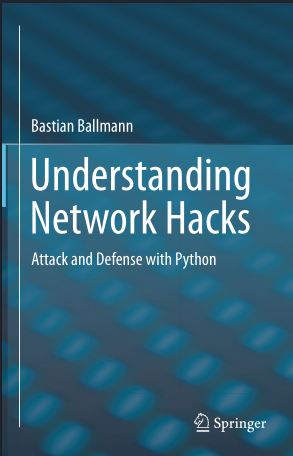 Bastian Ballmann
Understanding
Network Hacks
Attack and Defense with Python
Springer